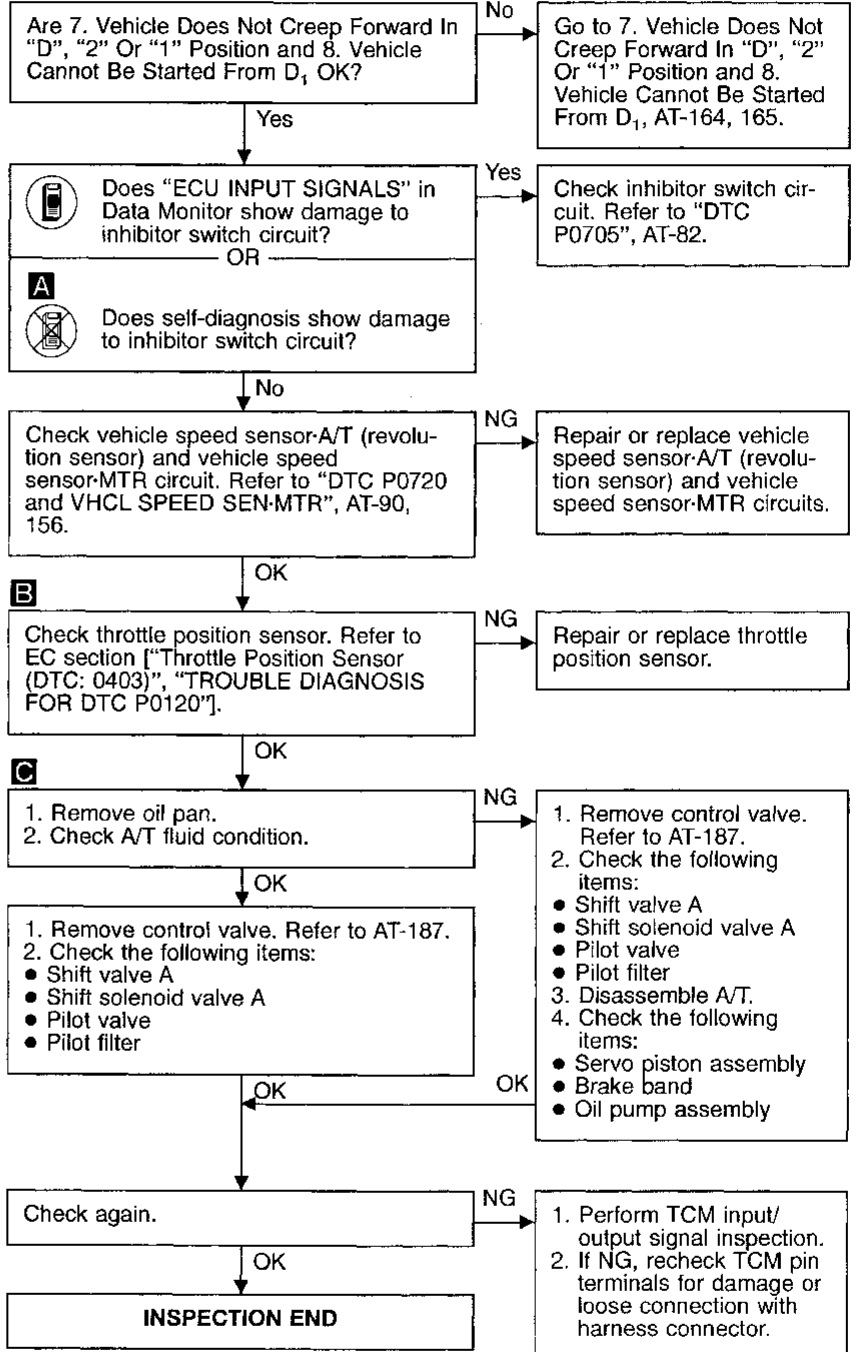 Are 7. Vehicle Does Not Creep Forward In
"D", "2" Or "1" Position and 8. Vehicle
Cannot Be Started From D1 OK?
No
Go to 7. Vehicle Does Not
Creep Forward In "D", "2"
Or "1" Position and 8.
Vehicle Cannot Be Started
From D1, AT-164, 165.
Yes
Does "ECU INPUT SIGNALS" in
Data Monitor show damage to
inhibitor switch circuit?
OR
A
Does self-diagnosis show damage
to inhibitor switch circuit?
Yes
Check inhibitor switch cir-
cuit. Refer to "DTC
P0705", AT-82.
No
Check vehicle speed sensor·A/T (revolu-
tion sensor) and vehicle speed
sensor·MTR circuit. Refer to "DTC P0720
and VHCL SPEED SEN·MTR", AT-90,
156.
NG
Repair or replace vehicle
speed sensor·A/T (revolu-
tion sensor) and vehicle
speed sensor·MTR circuits.
OK
B
Check throttle position sensor. Refer to
EC section ["Throttle Position Sensor
(DTC: 0403)", "TROUBLE DIAGNOSIS
FOR DTC P0120"].
NG
Repair or replace throttle
position sensor.
OK
C
1. Remove oil pan.
2. Check A/T fluid condition.
NG
1. Remove control valve.
Refer to AT-187.
2. Check the following
items:
● Shift valve A
● Shift solenoid valve A
● Pilot valve
● Pilot filter
3. Disassemble A/T.
4. Check the following
items:
● Servo piston assembly
● Brake band
● Oil pump assembly
OK
1. Remove control valve. Refer to AT-187.
2. Check the following items:
● Shift valve A
● Shift solenoid valve A
● Pilot valve
● Pilot filter
OK
OK
Check again.
NG
1. Perform TCM input/
output signal inspection.
2. If NG, recheck TCM pin
terminals for damage or
loose connection with
harness connector.
OK
INSPECTION END